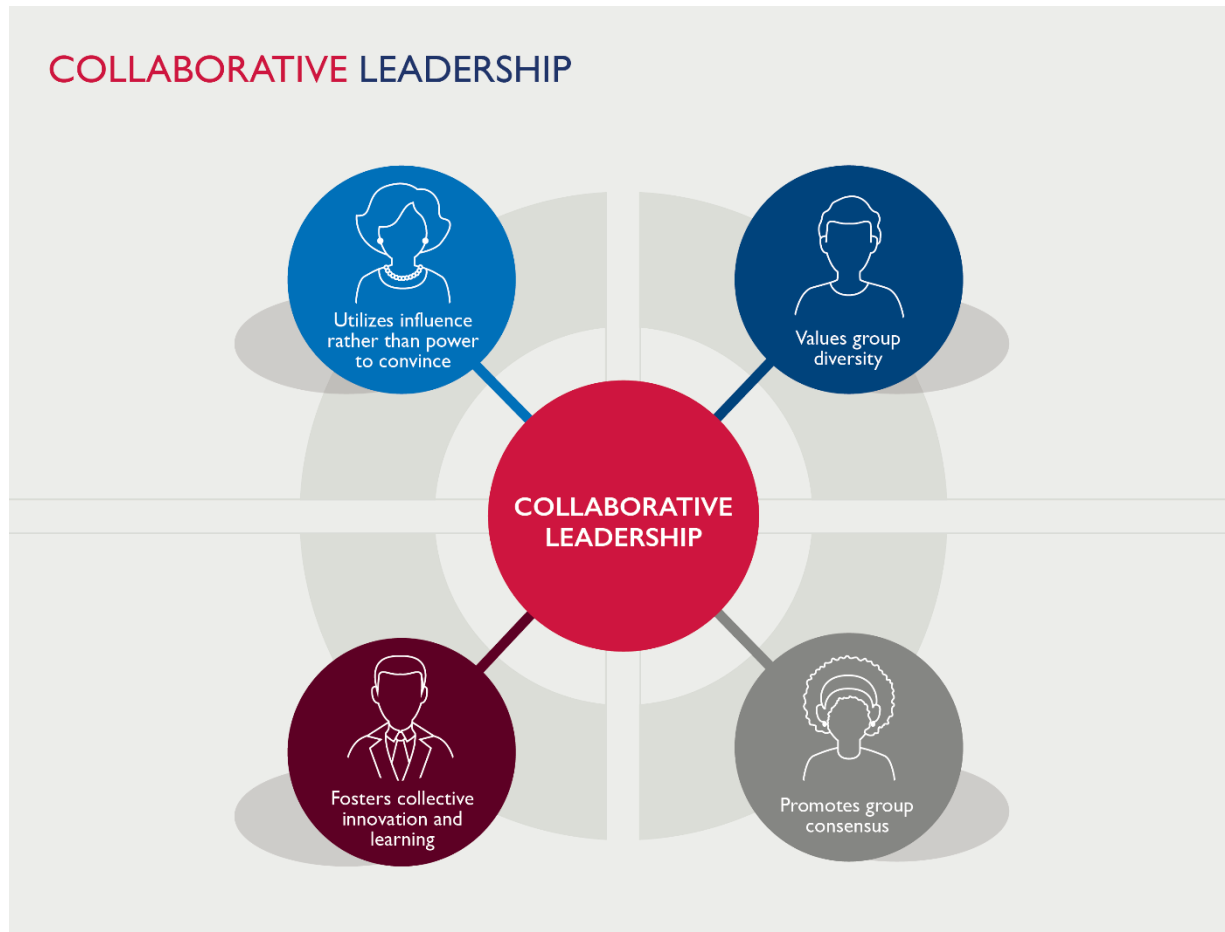 COLLABORATIVE LEADERSHIP
Utilizes influence
rather than power
to convince
Values group
diversity
COLLABORATIVE
LEADERSHIP
Fosters collective
innovation and
learning
Promotes group
consensus